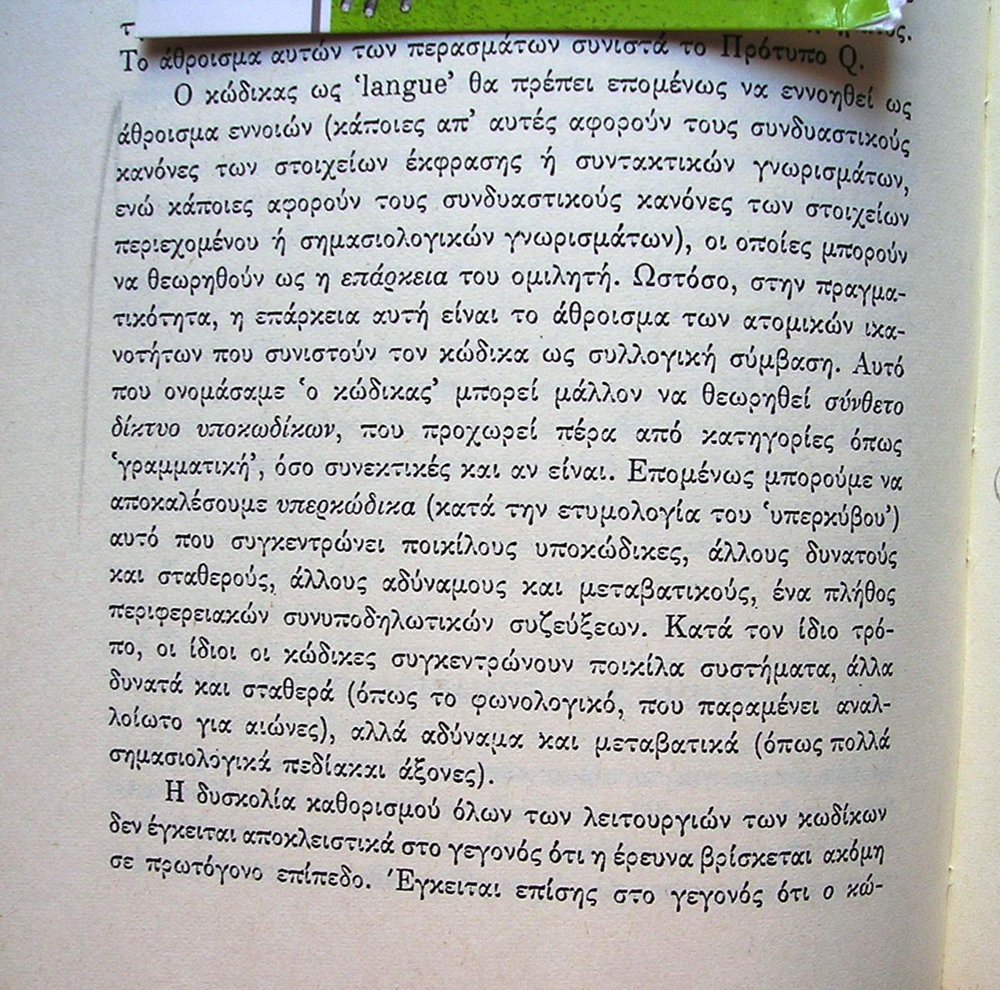 Το άθροισμα αυτών των περασμάτων συνιστά το Πρότυπο Q.
Ο κώδικας ως ‘langue’ θα πρέπει επομένως να εννοηθεί ως
άθροισμα εννοιών (κάποιες απ’ αυτές αφορούν τους συνδυαστικούς
κανόνες των στοιχείων έκφρασης ή συντακτικών γνωρισμάτων,
ενώ κάποιες αφορούν τους συνδυαστικούς κανόνες των στοιχείων
περιεχομένου ή σημασιολογικών γνωρισμάτων), οι οποίες μπορούν
να θεωρηθούν ως η επάρκεια του ομιλητή. Ωστόσο, στην πραγμα-
τικότητα, η επάρκεια αυτή είναι το άθροισμα των ατομικών ικα-
νοτήτων που συνιστούν τον κώδικα ως συλλογική σύμβαση. Αυτό
που ονομάσαμε ‘ο κώδικας’ μπορεί μάλλον να θεωρηθεί σύνθετο
δίκτυο υποκωδίκων, που προχωρεί πέρα από κατηγορίες όπως
‘γραμματική’, όσο συνεκτικές και αν είναι. Επομένως μπορούμε να
αποκαλέσουμε υπερκώδικα (κατά την ετυμολογία του ‘υπερκύβου’)
αυτό που συγκεντρώνει ποικίλους υποκώδικες, άλλους δυνατούς
και σταθερούς, άλλους αδύναμους και μεταβατικούς, ένα πλήθος
περιφερειακών συνυποδηλωτικών συζεύξεων. Κατά τον ίδιο τρό-
πο, οι ίδιοι οι κώδικες συγκεντρώνουν ποικίλα συστήματα, άλλα
δυνατά και σταθερά (όπως το φωνολογικό, που παραμένει αναλ-
λοίωτο για αιώνες), αλλά αδύναμα και μεταβατικά (όπως πολλά
σημασιολογικά πεδίακαι άξονες).
Η δυσκολία καθορισμού όλων των λειτουργιών των κωδίκων
δεν έγκειται αποκλειστικά στο γεγονός ότι η έρευνα βρίσκεται ακόμη
σε πρωτόγονο επίπεδο. Έγκειται επίσης στο γεγονός ότι ο κώ-